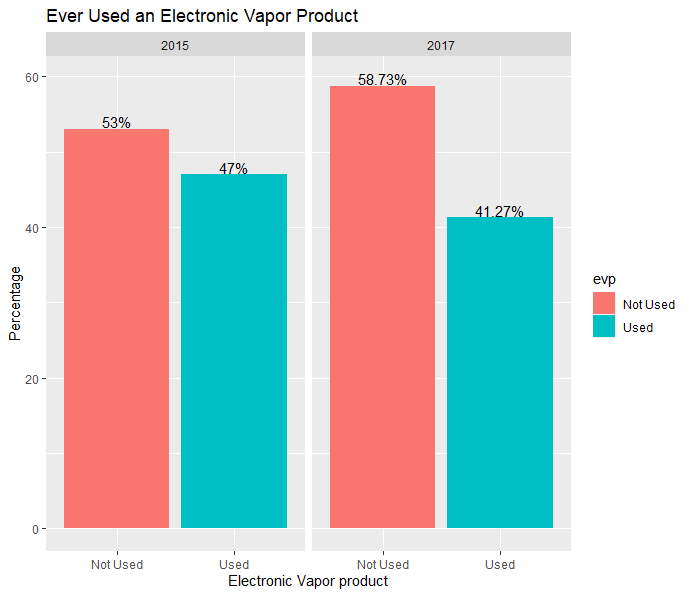 Ever Used an Electronic Vapor Product
2015
2017
60
40
20
0
Percentage
53%
47%
58.73%
41.27%
Not Used
Used
Not Used
Used
Electronic Vapor product
evp
Not Used
Used